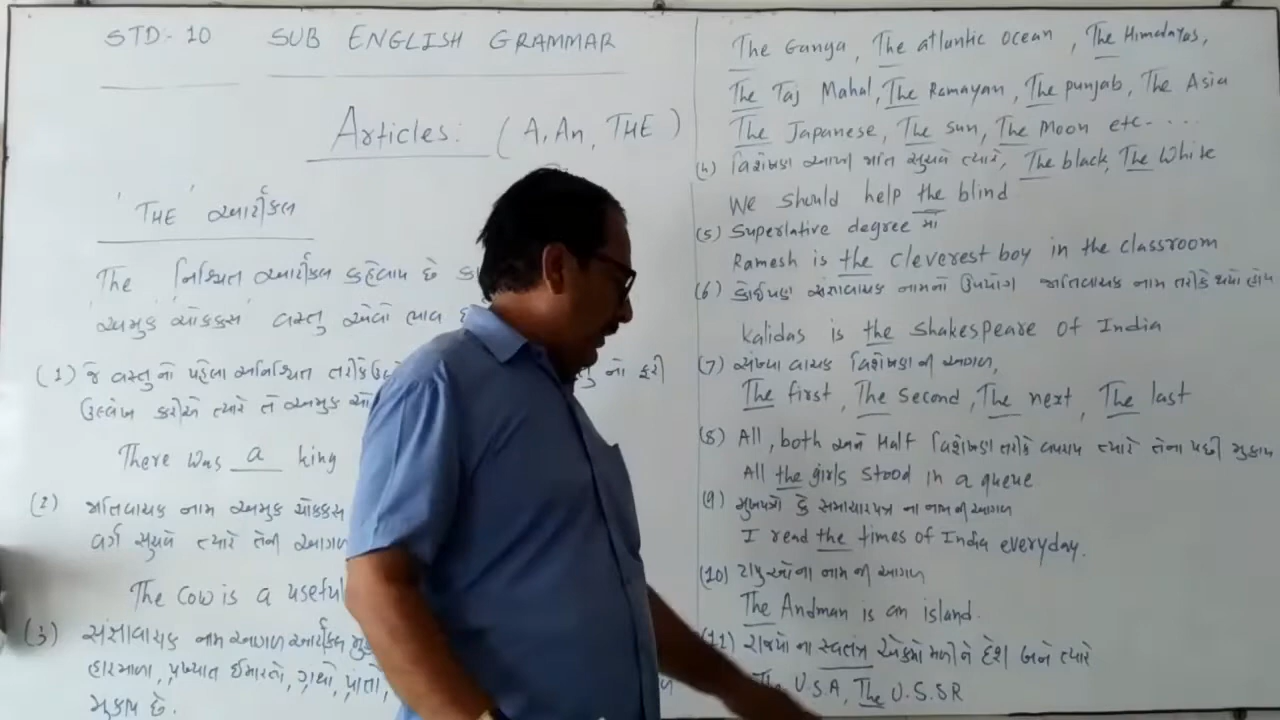 STD- 10 SUB ENGLISH GRAMMAR
Articles: (A, An, THE)
'THE' આર્ટીકલ
The નિશ્ચિત આર્ટીકલ કહેવાય છે
'અમુક ચોક્કસ' વસ્તુ એવો ભાવ
(1) જે વસ્તુનો પહેલા અનિશ્ચિત તરીકે નો ફરી
ઉલ્લેખ કરીએ ત્યારે તે અમુક
There was a king
(2) જાતિવાચક નામ અમુક ચોક્કસ
વર્ગ સુચવે ત્યારે તેની આગળ
The cow is a useful
(3) સંજ્ઞાવાચક નામ આગળ આર્ટીકલ
હારમાળા, પ્રખ્યાત ઈમારતો, ગ્રંથો, પ્રાંતો,
મુકાય છે.
The Ganga, The atlantic ocean, The Himalayas,
The Taj Mahal, The Ramayan, The punjab, The Asia
The Japanese, The sun, The Moon etc- ....
(૫) વિશેષણ આખી જાતિ સુચવે ત્યારે, The black, The White
We should help the blind
(5) Superlative degree માં
Ramesh is the cleverest boy in the classroom
(6) કોઈપણ સંજ્ઞાવાચક નામનો ઉપયોગ જાતિવાચક નામ તરીકે થયો હોય
Kalidas is the Shakespeare of India
(7) સંખ્યા વાચક વિશેષણ ની આગળ,
The first, The Second, The next, The last
(8) All, both અને Half વિશેષણ તરીકે વપરાય ત્યારે તેના પછી મુકાય
All the girls stood in a queue
(9) મુખપત્રો કે સમાચારપત્ર ના નામ ની આગળ
I read the times of India everyday.
(10) ટાપુઓના નામ ની આગળ
The Andman is an island.
(11) રાજ્યો ના સ્વતંત્ર એકમો મળીને દેશ બને ત્યારે
The U.S.A, The U.S.SR